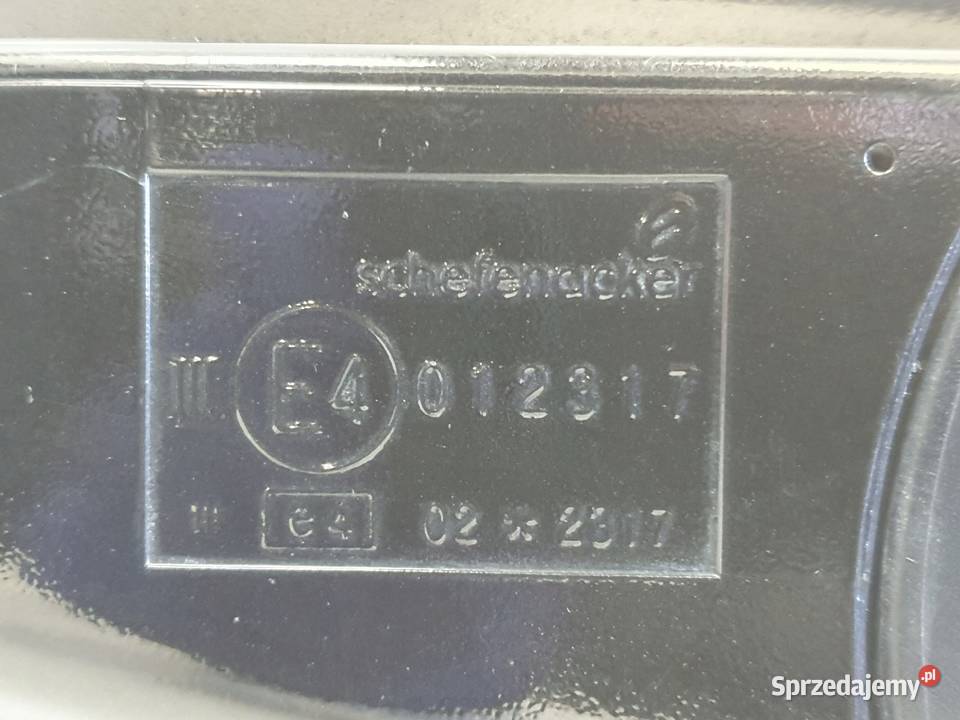 schefenacker
III E4 012317
III e4 02 * 2317
Sprzedajemy.pl